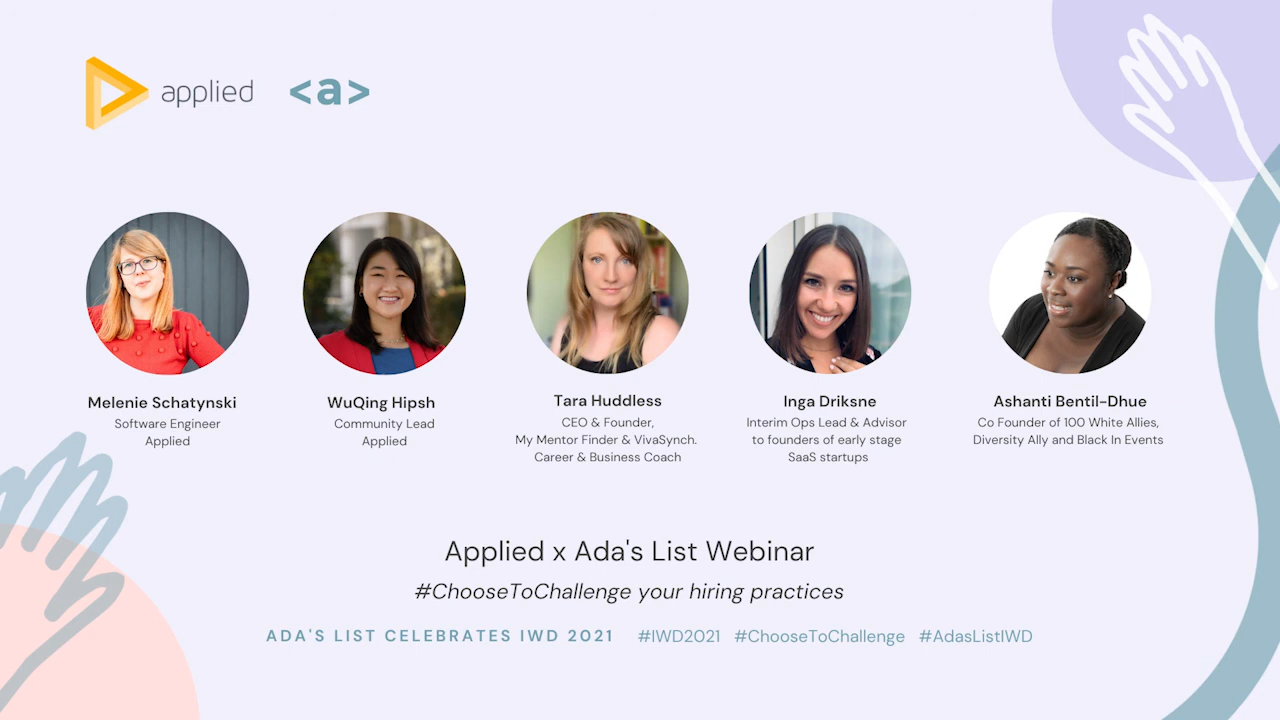 applied <a>
Melenie Schatynski
Software Engineer
Applied
WuQing Hipsh
Community Lead
Applied
Tara Huddless
CEO & Founder,
My Mentor Finder & VivaSynch.
Career & Business Coach
Inga Driksne
Interim Ops Lead & Advisor
to founders of early stage
SaaS startups
Ashanti Bentil-Dhue
Co Founder of 100 White Allies,
Diversity Ally and Black In Events
Applied x Ada's List Webinar
#ChooseToChallenge your hiring practices
ADA'S LIST CELEBRATES IWD 2021 #IWD2021 #ChooseToChallenge #AdasListIWD